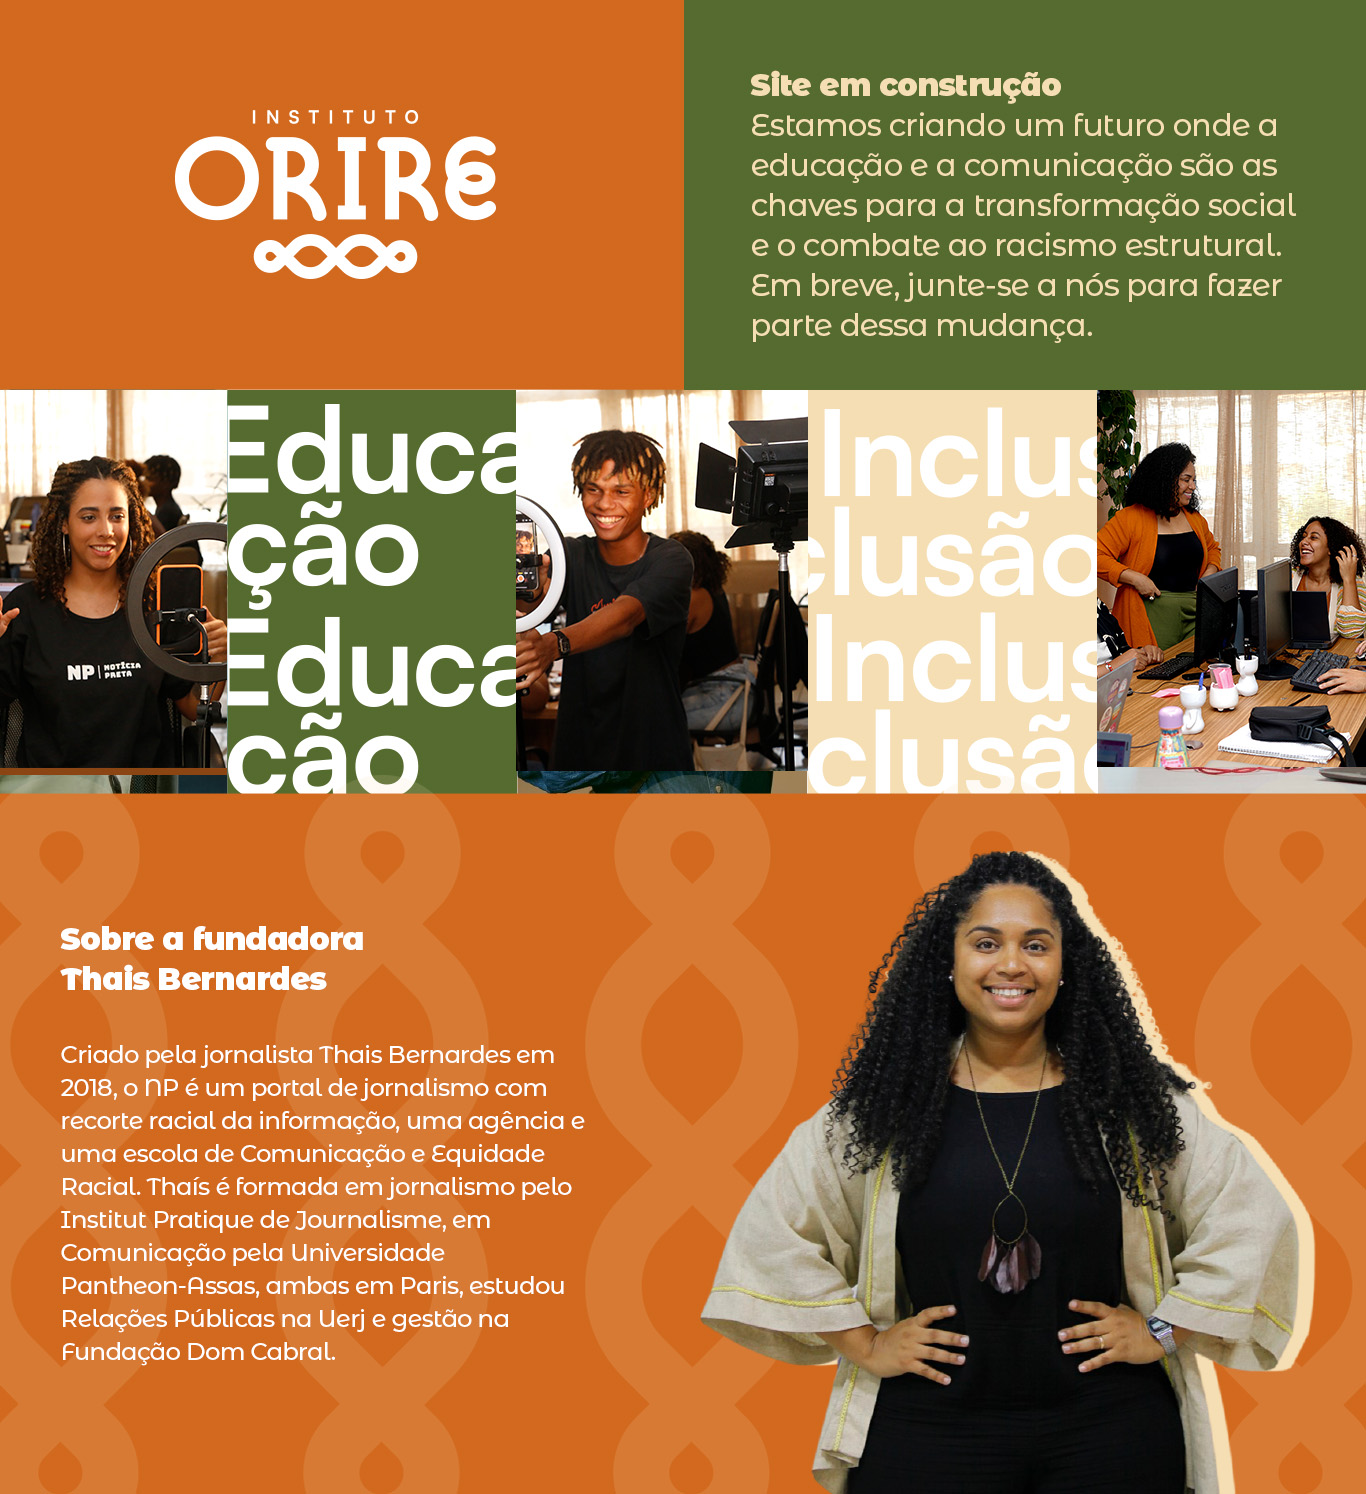 INSTITUTO
ORIRE
Site em construção
Estamos criando um futuro onde a
educação e a comunicação são as
chaves para a transformação social
e o combate ao racismo estrutural.
Em breve, junte-se a nós para fazer
parte dessa mudança.
NP | NOTÍCIA
PRETA
Educa
ção
Educa
ção
Inclus
clusão
Inclus
clusão
Sobre a fundadora
Thais Bernardes
Criado pela jornalista Thais Bernardes em
2018, o NP é um portal de jornalismo com
recorte racial da informação, uma agência e
uma escola de Comunicação e Equidade
Racial. Thaís é formada em jornalismo pelo
Institut Pratique de Journalisme, em
Comunicação pela Universidade
Pantheon-Assas, ambas em Paris, estudou
Relações Públicas na Uerj e gestão na
Fundação Dom Cabral.